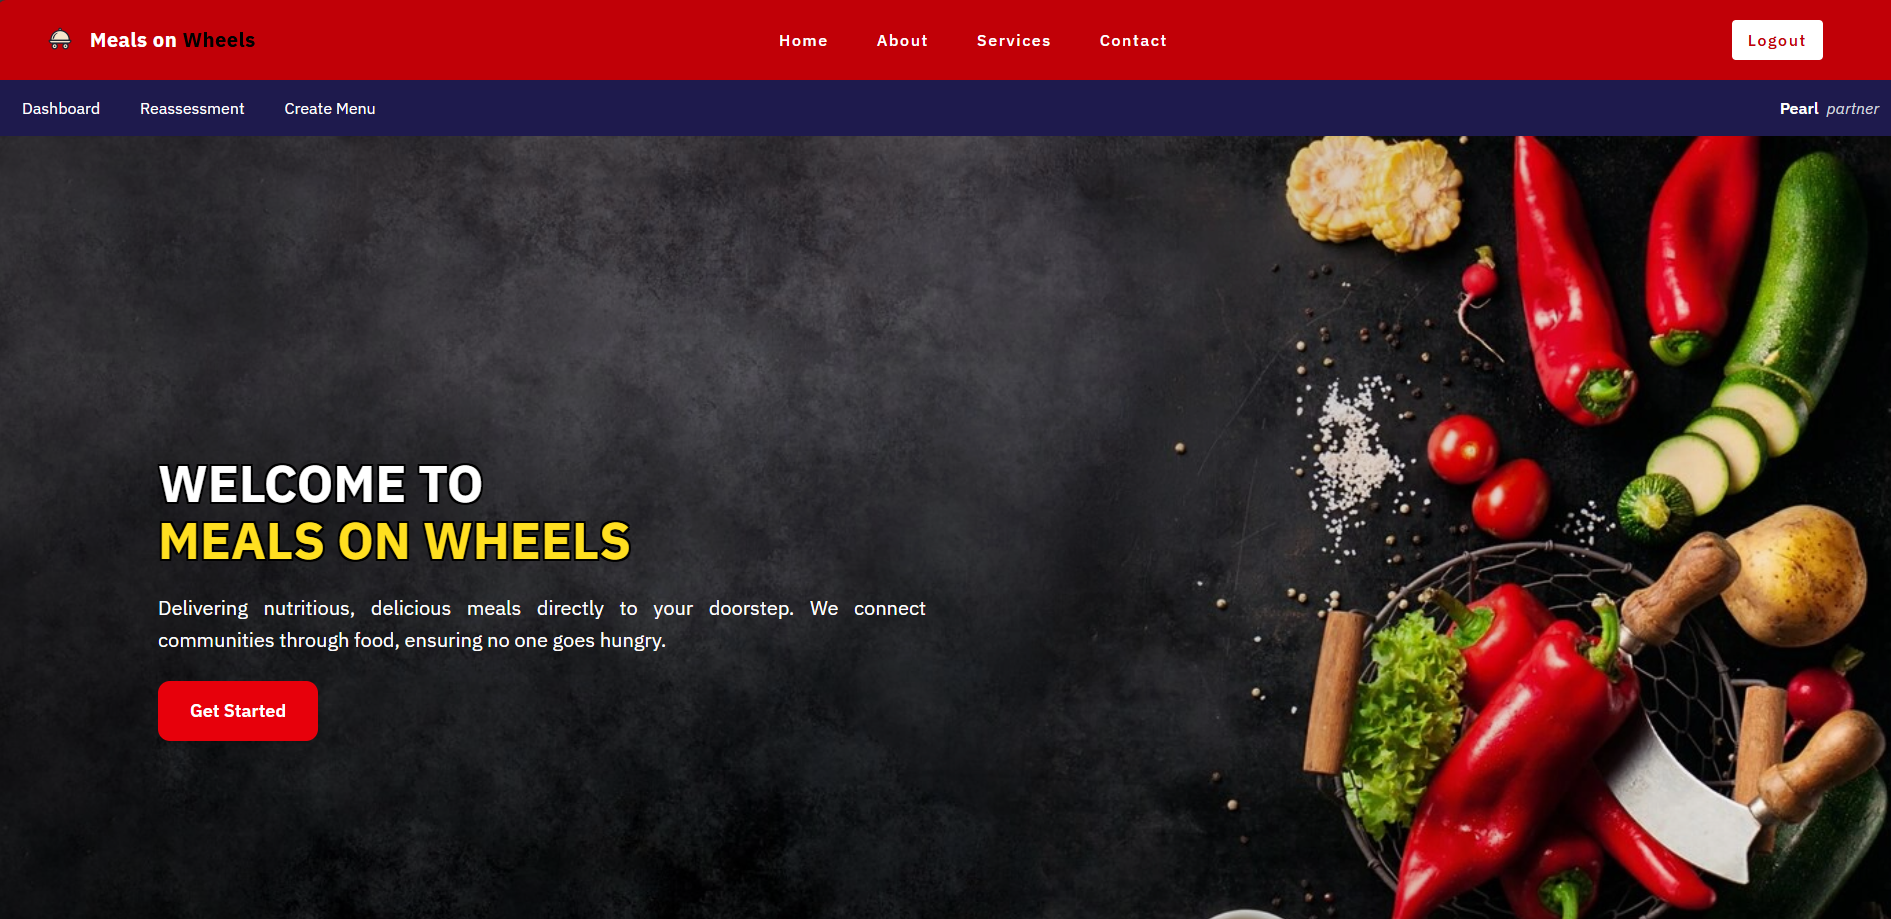 Meals on Wheels
Home About Services Contact
Logout
Dashboard Reassessment Create Menu
Pearl partner
WELCOME TO
MEALS ON WHEELS
Delivering nutritious, delicious meals directly to your doorstep. We connect
communities through food, ensuring no one goes hungry.
Get Started